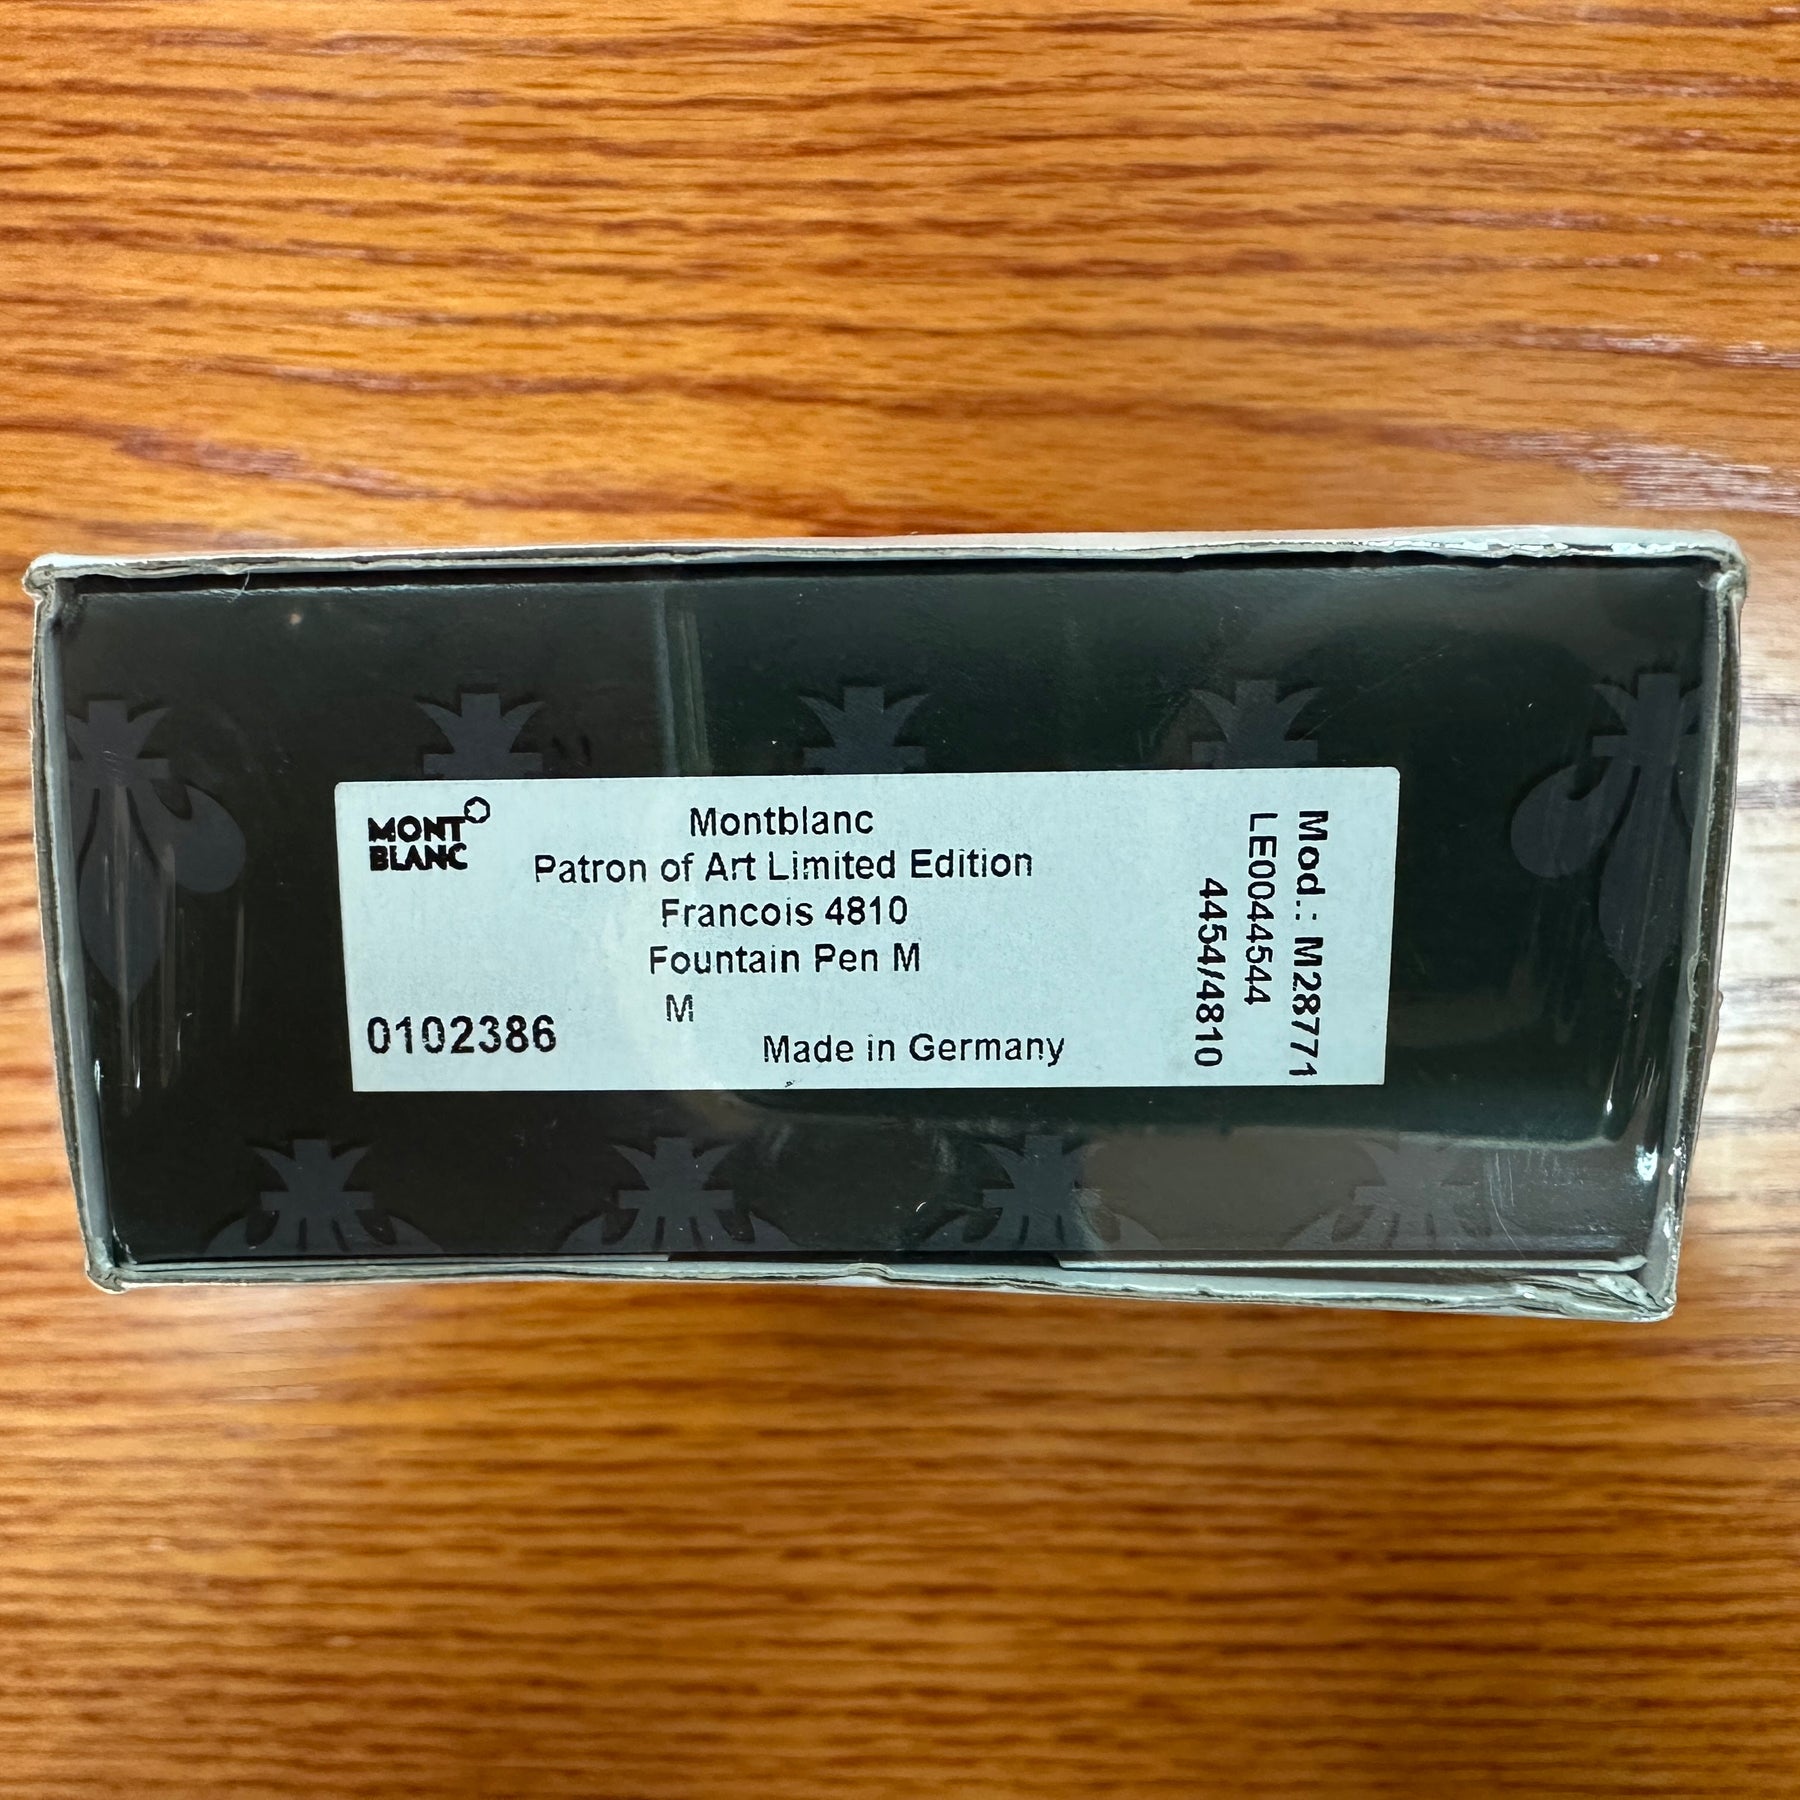 MONT
BLANC
Montblanc
Patron of Art Limited Edition
Francois 4810
Fountain Pen M
M
0102386
Made in Germany
Mod.: M28771
LE0044544
4454/4810